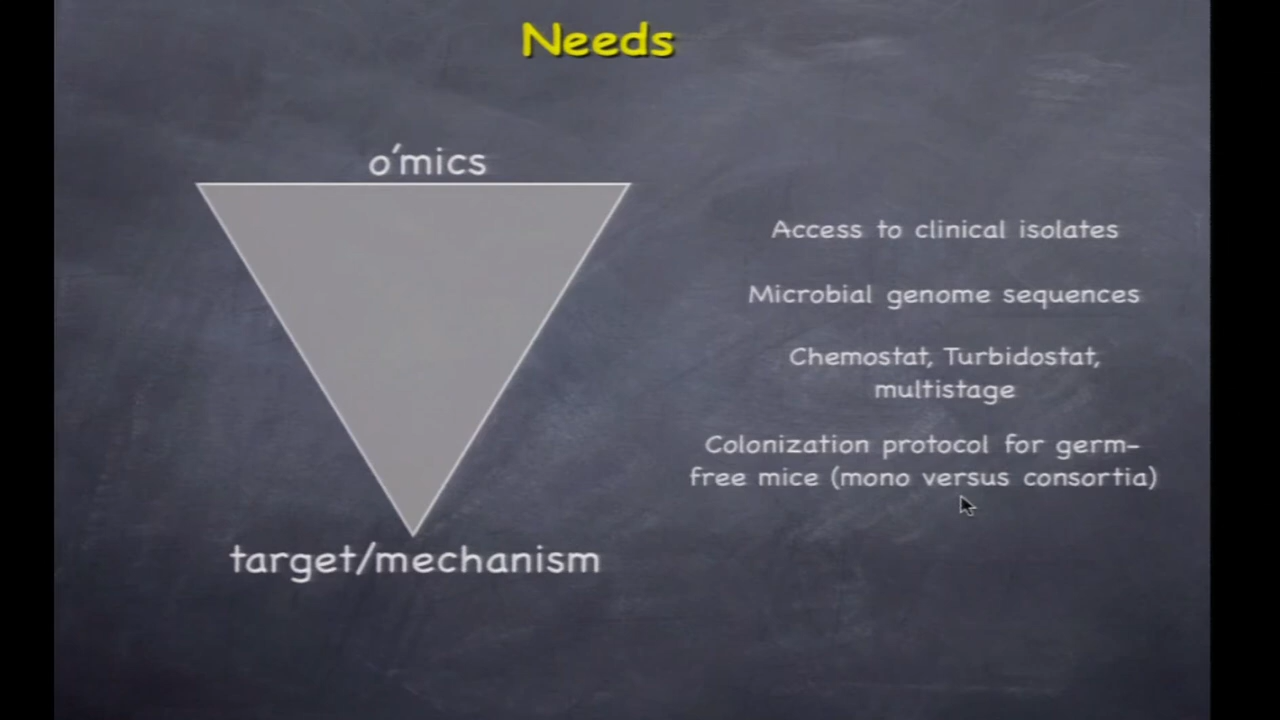 Needs
o'mics
target/mechanism
Access to clinical isolates
Microbial genome sequences
Chemostat, Turbidostat,
multistage
Colonization protocol for germ-
free mice (mono versus consortia)